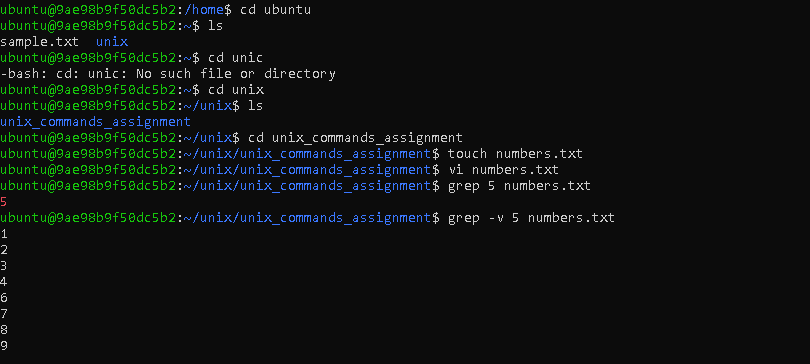 ubuntu@9ae98b9f50dc5b2:/home$ cd ubuntu
ubuntu@9ae98b9f50dc5b2:~$ ls
sample.txt  unix
ubuntu@9ae98b9f50dc5b2:~$ cd unic
-bash: cd: unic: No such file or directory
ubuntu@9ae98b9f50dc5b2:~$ cd unix
ubuntu@9ae98b9f50dc5b2:~/unix$ ls
unix_commands_assignment
ubuntu@9ae98b9f50dc5b2:~/unix$ cd unix_commands_assignment
ubuntu@9ae98b9f50dc5b2:~/unix/unix_commands_assignment$ touch numbers.txt
ubuntu@9ae98b9f50dc5b2:~/unix/unix_commands_assignment$ vi numbers.txt
ubuntu@9ae98b9f50dc5b2:~/unix/unix_commands_assignment$ grep 5 numbers.txt
5
ubuntu@9ae98b9f50dc5b2:~/unix/unix_commands_assignment$ grep -v 5 numbers.txt
1
2
3
4
6
7
8
9